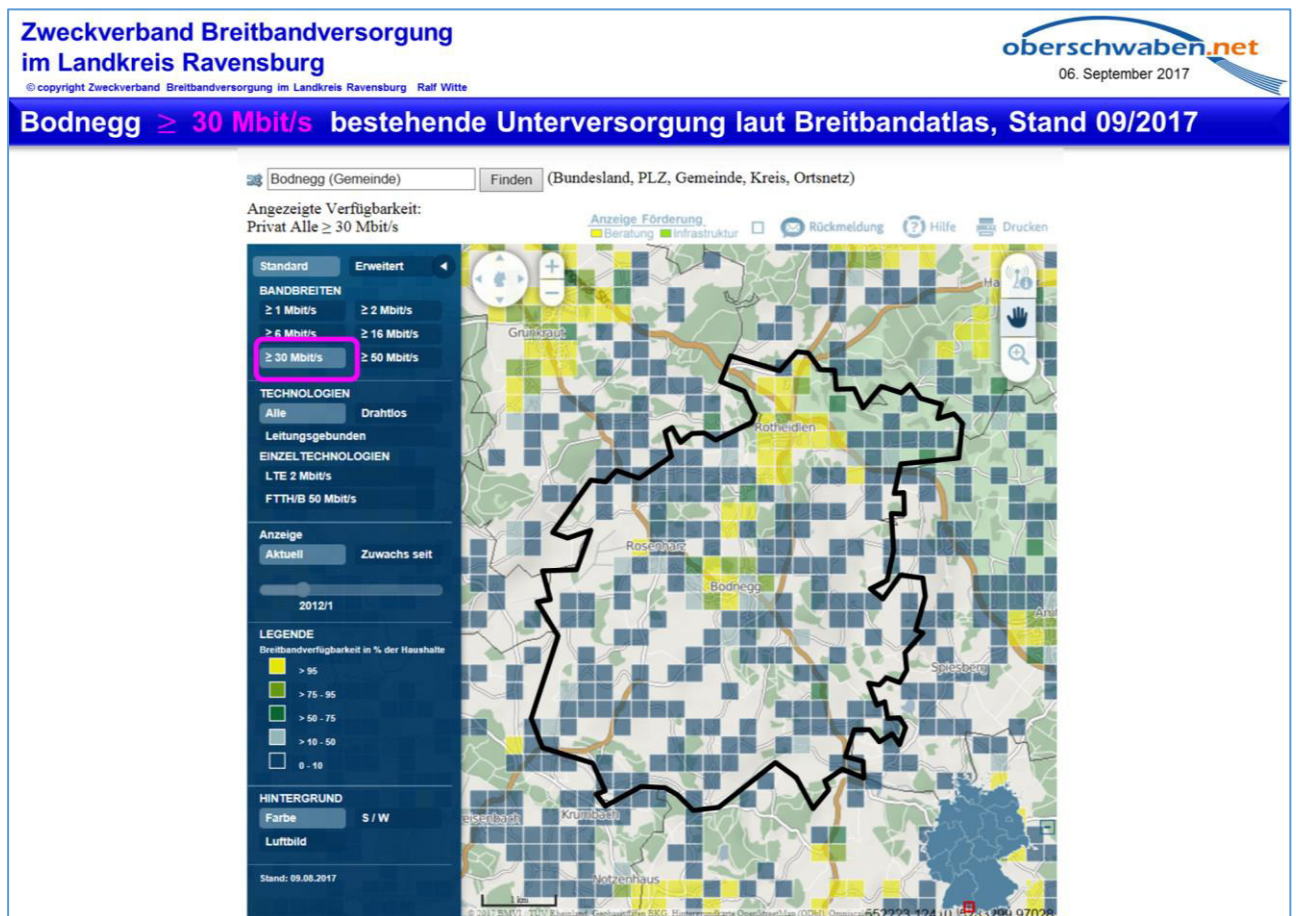 Zweckverband Breitbandversorgung
im Landkreis Ravensburg
© copyright Zweckverband Breitbandversorgung im Landkreis Ravensburg Ralf Witte
oberschwaben.net
06. September 2017
Bodnegg ≥ 30 Mbit/s bestehende Unterversorgung laut Breitbandatlas, Stand 09/2017
Bodnegg (Gemeinde) Finden (Bundesland, PLZ, Gemeinde, Kreis, Ortsnetz)
Angezeigte Verfügbarkeit:
Privat Alle ≥ 30 Mbit/s
Anzeige Förderung
Beratung Infrastruktur
Rückmeldung Hilfe Drucken
Standard Erweitert
BANDBREITEN
≥ 1 Mbit/s ≥ 2 Mbit/s
≥ 6 Mbit/s ≥ 16 Mbit/s
≥ 30 Mbit/s ≥ 50 Mbit/s
TECHNOLOGIEN
Alle Drahtlos
Leitungsgebunden
EINZELTECHNOLOGIEN
LTE 2 Mbit/s
FTTH/B 50 Mbit/s
Anzeige
Aktuell Zuwachs seit
2012/1
LEGENDE
Breitbandverfügbarkeit in % der Haushalte
> 95
> 75 - 95
> 50 - 75
> 10 - 50
0 - 10
HINTERGRUND
Farbe S / W
Luftbild
Stand: 09.08.2017
Grünkraut
Rotheidlen
Rosenharz
Bodnegg
Spiesberg
Krumbach
Notzenhaus
1 km